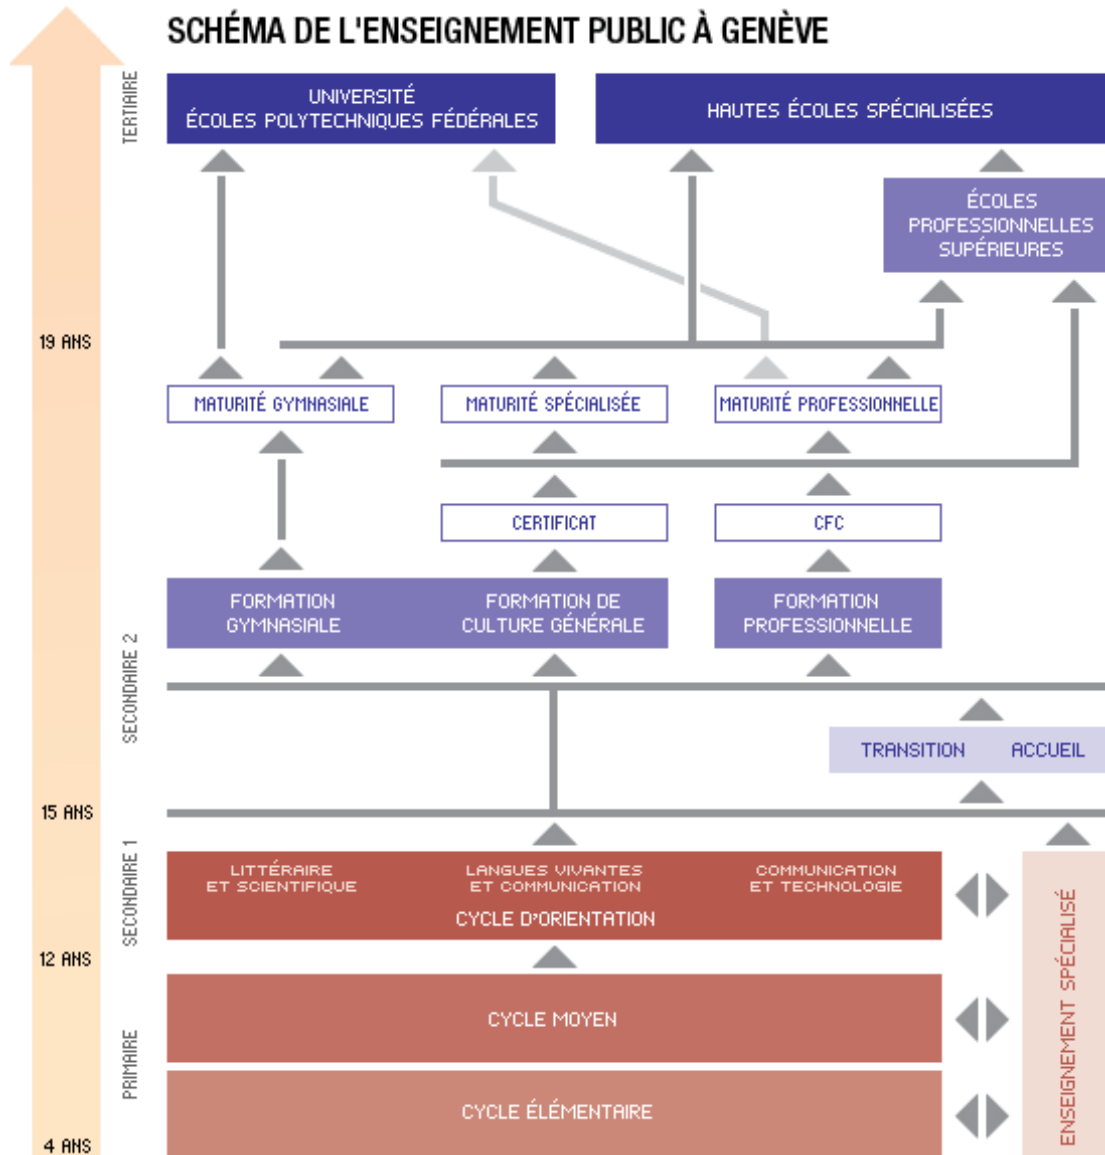 SCHÉMA DE L'ENSEIGNEMENT PUBLIC À GENÈVE
TERTIAIRE
UNIVERSITÉ
ÉCOLES POLYTECHNIQUES FÉDÉRALES
HAUTES ÉCOLES SPÉCIALISÉES
ÉCOLES
PROFESSIONNELLES
SUPÉRIEURES
19 ANS
MATURITÉ GYMNASIALE
MATURITÉ SPÉCIALISÉE
MATURITÉ PROFESSIONNELLE
CERTIFICAT
CFC
FORMATION
GYMNASIALE
FORMATION DE
CULTURE GÉNÉRALE
FORMATION
PROFESSIONNELLE
SECONDAIRE 2
TRANSITION
ACCUEIL
15 ANS
SECONDAIRE 1
LITTÉRAIRE
ET SCIENTIFIQUE
LANGUES VIVANTES
ET COMMUNICATION
COMMUNICATION
ET TECHNOLOGIE
CYCLE D'ORIENTATION
12 ANS
ENSEIGNEMENT SPÉCIALISÉ
PRIMAIRE
CYCLE MOYEN
CYCLE ÉLÉMENTAIRE
4 ANS